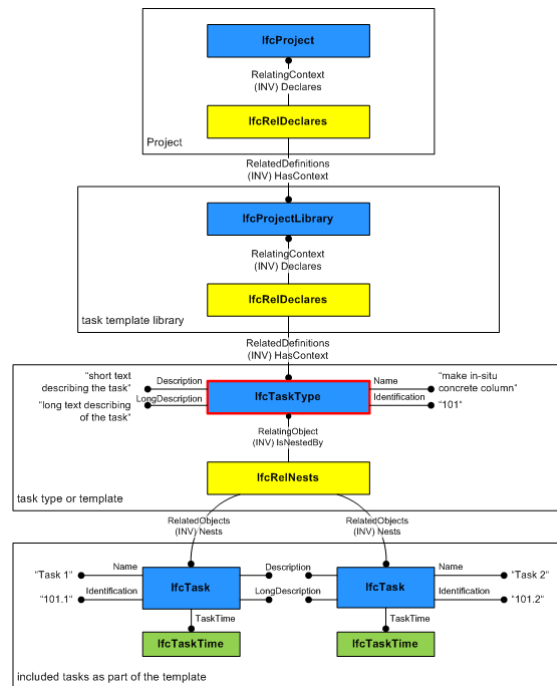 IfcProject
RelatingContext
(INV) Declares
IfcRelDeclares
Project
RelatedDefinitions
(INV) HasContext
IfcProjectLibrary
RelatingContext
(INV) Declares
IfcRelDeclares
task template library
RelatedDefinitions
(INV) HasContext
“short text
describing the task”
Description
Name
“make in-situ
concrete column”
IfcTaskType
“long text describing
of the task”
LongDescription
Identification
“101”
RelatingObject
(INV) IsNestedBy
IfcRelNests
task type or template
RelatedObjects
(INV) Nests
RelatedObjects
(INV) Nests
“Task 1”
Name
Description
Name
“Task 2”
IfcTask
IfcTask
“101.1”
Identification
LongDescription
Identification
“101.2”
TaskTime
TaskTime
IfcTaskTime
IfcTaskTime
included tasks as part of the template